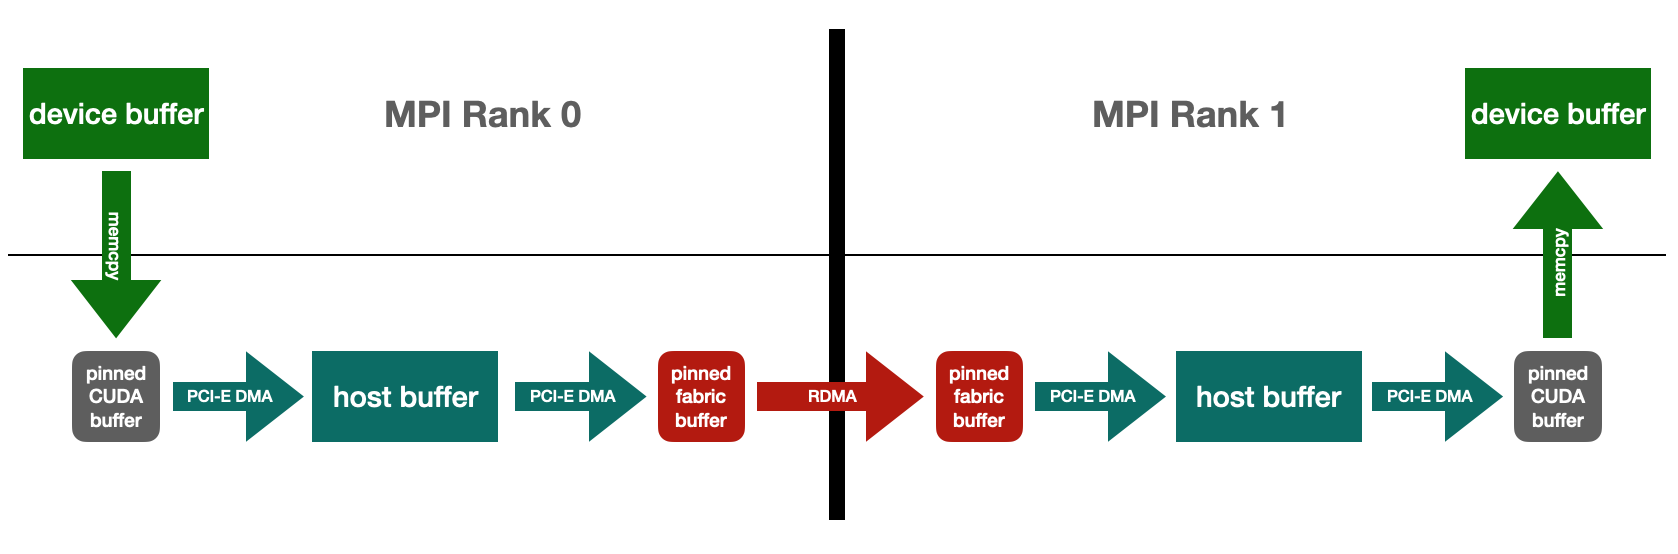 device buffer
MPI Rank 0
MPI Rank 1
device buffer
memcpy
memcpy
pinned
CUDA
buffer
PCI-E DMA
host buffer
PCI-E DMA
pinned
fabric
buffer
RDMA
pinned
fabric
buffer
PCI-E DMA
host buffer
PCI-E DMA
pinned
CUDA
buffer